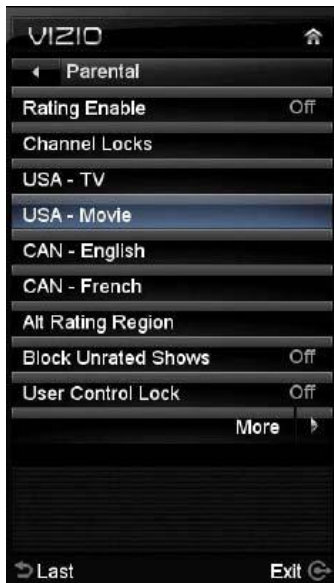 VIZIO
Parental
Rating Enable Off
Channel Locks
USA - TV
USA - Movie
CAN - English
CAN - French
Alt Rating Region
Block Unrated Shows Off
User Control Lock Off
More
Last Exit